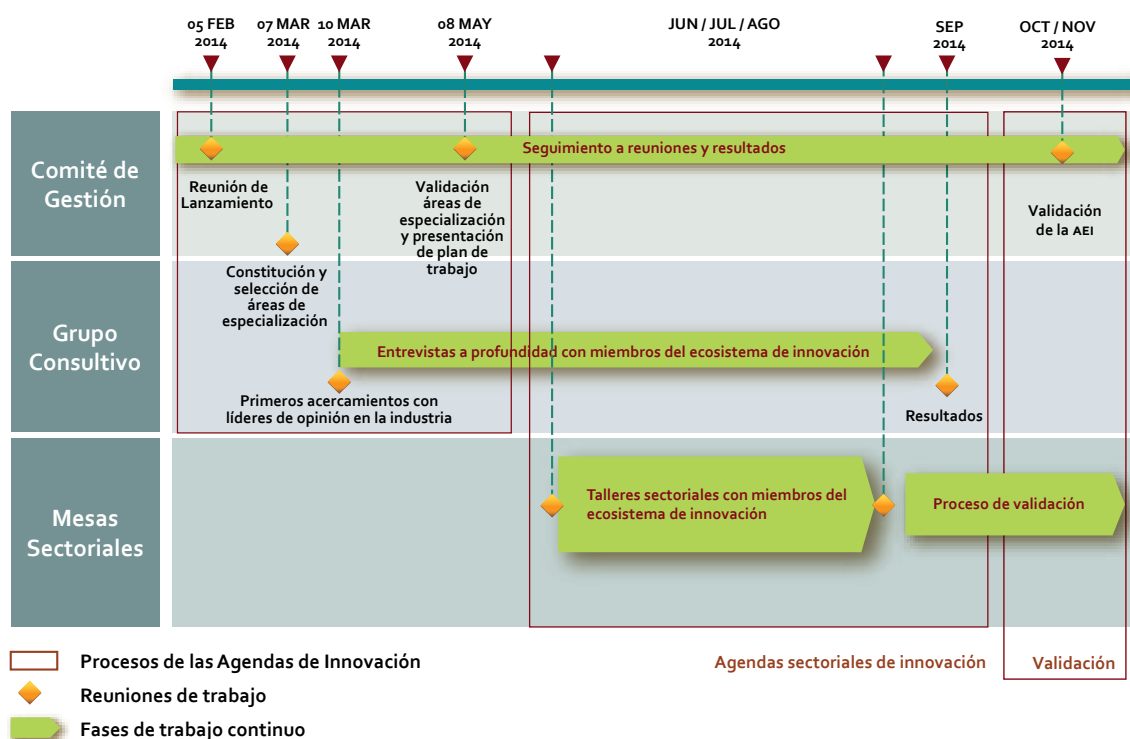 05 FEB
2014
07 MAR
2014
10 MAR
2014
08 MAY
2014
JUN / JUL / AGO
2014
SEP
2014
OCT / NOV
2014
Comité de
Gestión
Seguimiento a reuniones y resultados
Reunión de
Lanzamiento
Validación
áreas de
especialización
y presentación
de plan de
trabajo
Validación
de la AEI
Constitución y
selección de
áreas de
especialización
Grupo
Consultivo
Entrevistas a profundidad con miembros del ecosistema de innovación
Primeros acercamientos con
líderes de opinión en la industria
Resultados
Mesas
Sectoriales
Talleres sectoriales con miembros del
ecosistema de innovación
Proceso de validación
Procesos de las Agendas de Innovación
Agendas sectoriales de innovación
Validación
Reuniones de trabajo
Fases de trabajo continuo